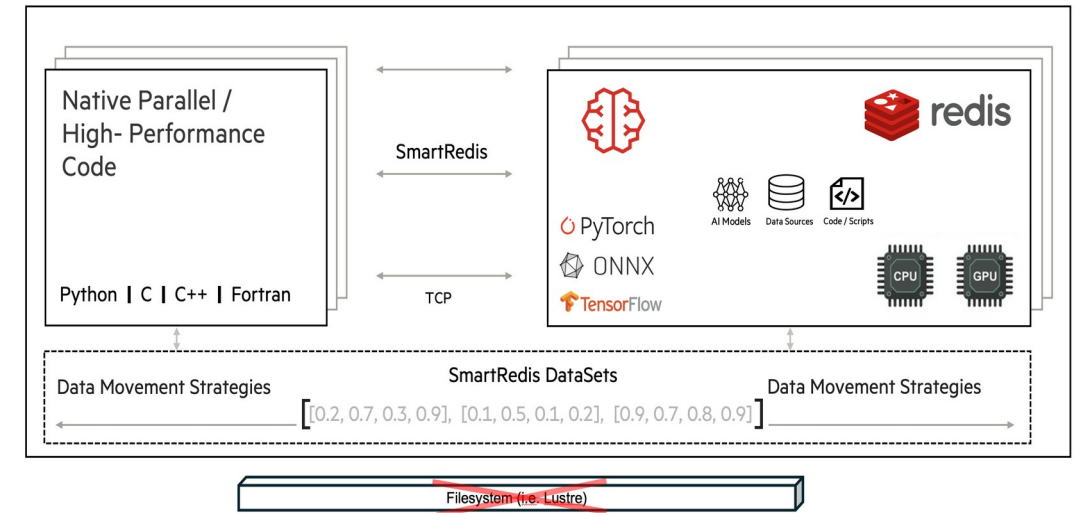 Native Parallel /
High- Performance
Code
Python | C | C++ | Fortran
SmartRedis
TCP
redis
AI Models
Data Sources
Code / Scripts
PyTorch
ONNX
TensorFlow
CPU
GPU
Data Movement Strategies
SmartRedis DataSets
[[0.2, 0.7, 0.3, 0.9], [0.1, 0.5, 0.1, 0.2], [0.9, 0.7, 0.8, 0.9]]
Data Movement Strategies
Filesystem (i.e. Lustre)